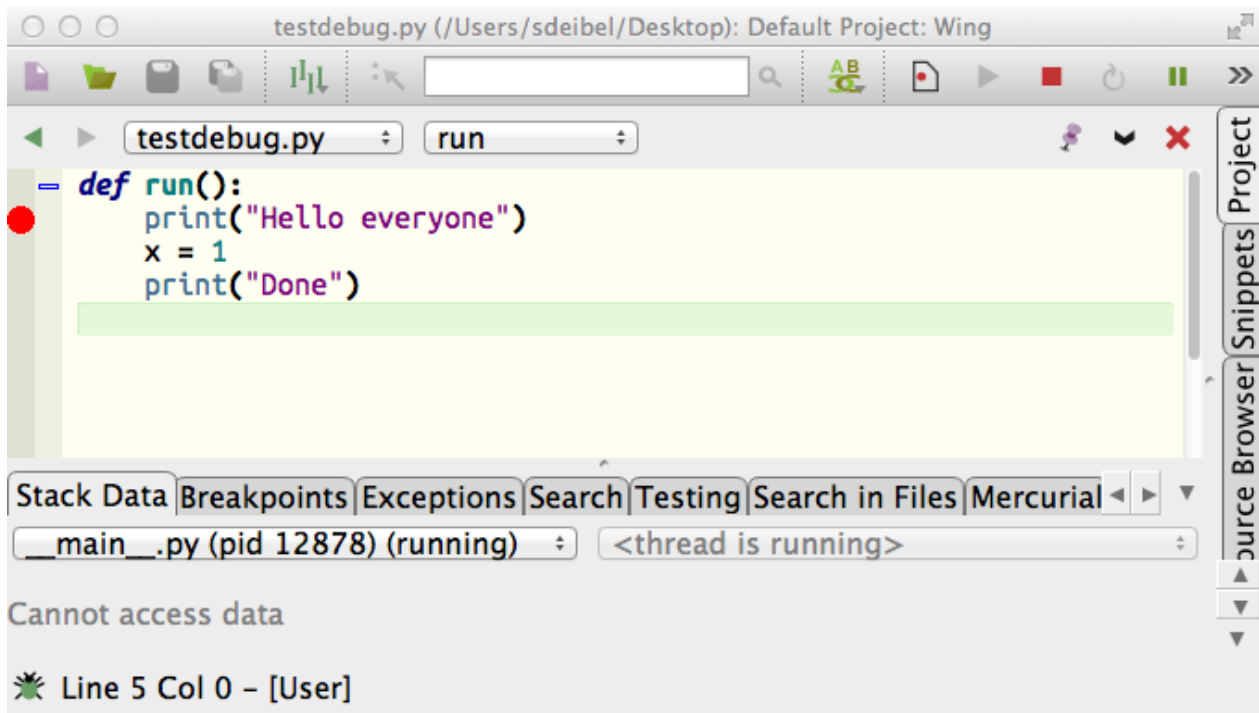 testdebug.py (/Users/sdeibel/Desktop): Default Project: Wing
AB
testdebug.py run
def run():
print("Hello everyone")
x = 1
print("Done")
Project
Snippets
ource Browser
Stack Data Breakpoints Exceptions Search Testing Search in Files Mercurial
__main__.py (pid 12878) (running) <thread is running>
Cannot access data
Line 5 Col 0 – [User]